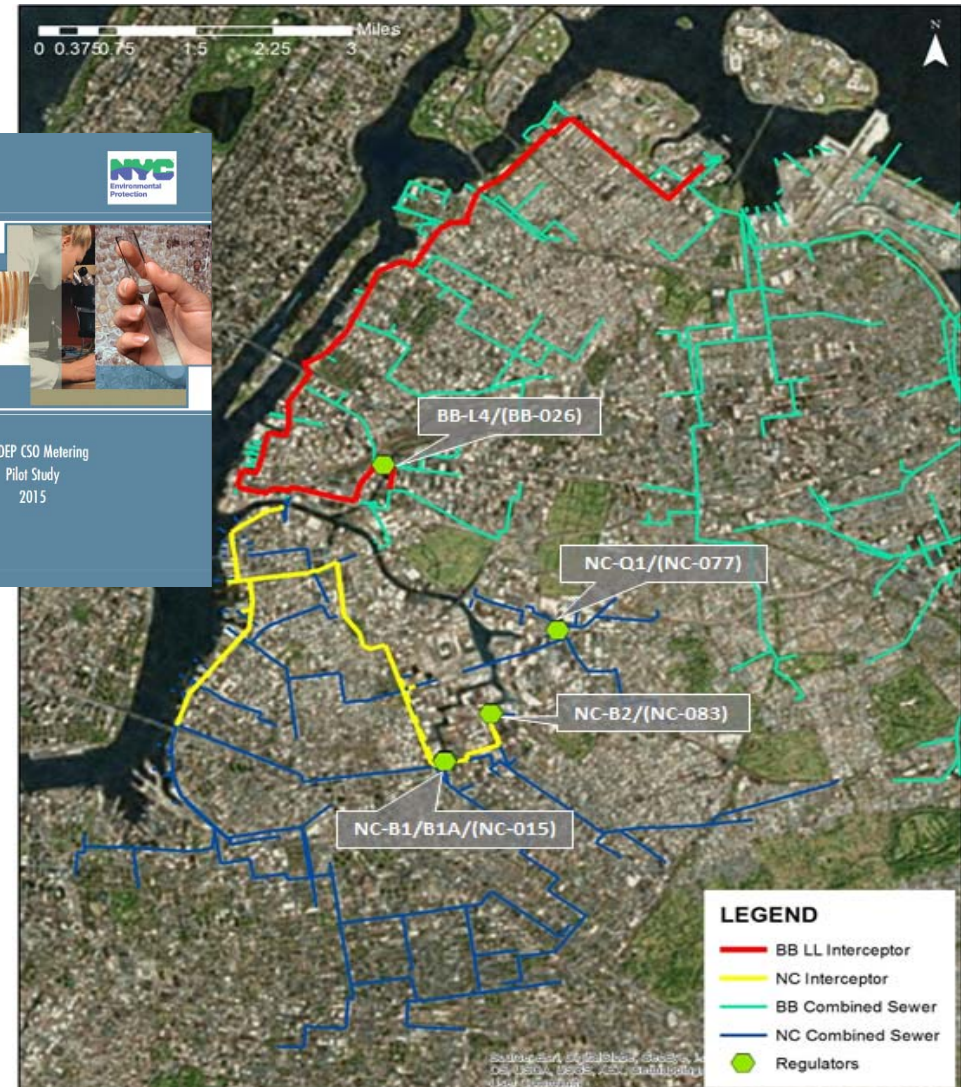 Miles
0 0.375 0.75 1.5 2.25 3
N
NYC
Environmental
Protection
DEP CSO Metering
Pilot Study
2015
BB-L4/(BB-026)
NC-Q1/(NC-077)
NC-B2/(NC-083)
NC-B1/B1A/(NC-015)
LEGEND
BB LL Interceptor
NC Interceptor
BB Combined Sewer
NC Combined Sewer
Regulators